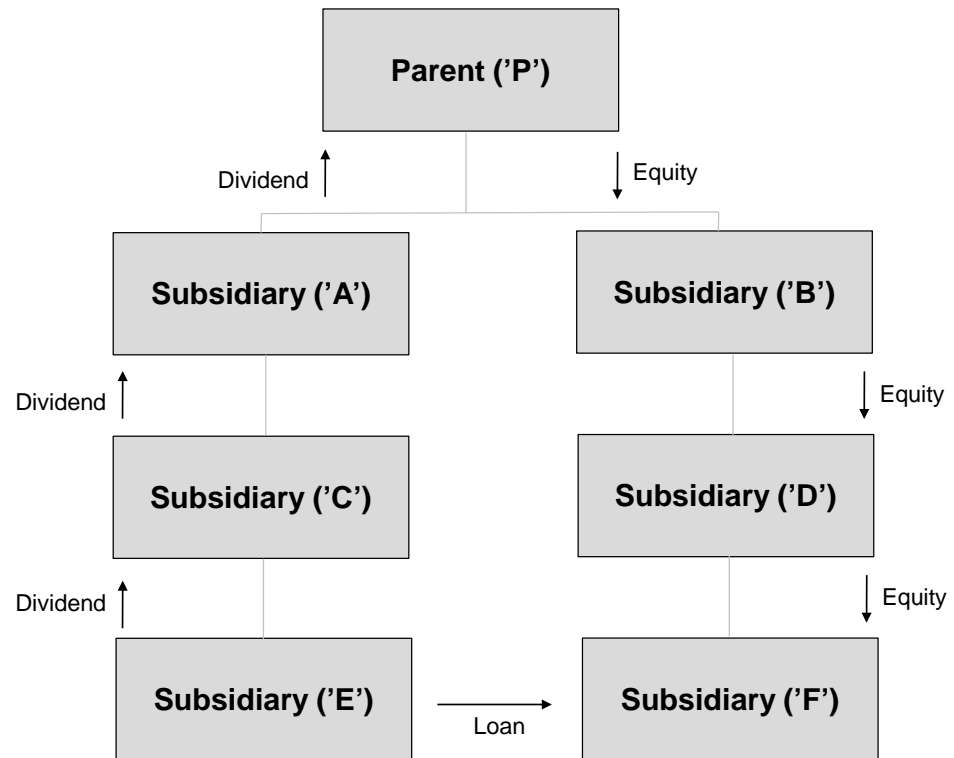 Parent ('P')
Dividend
Equity
Subsidiary ('A')
Subsidiary ('B')
Dividend
Equity
Subsidiary ('C')
Subsidiary ('D')
Dividend
Equity
Subsidiary ('E')
Loan
Subsidiary ('F')